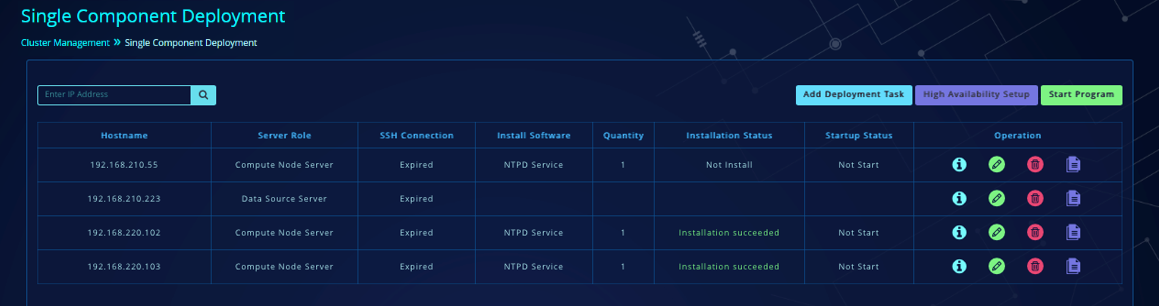 Single Component Deployment
Cluster Management » Single Component Deployment
Enter IP Address
Add Deployment Task High Availability Setup Start Program
Hostname Server Role SSH Connection Install Software Quantity Installation Status Startup Status Operation
192.168.210.55 Compute Node Server Expired NTPD Service 1 Not Install Not Start
192.168.210.223 Data Source Server Expired
192.168.220.102 Compute Node Server Expired NTPD Service 1 Installation succeeded Not Start
192.168.220.103 Compute Node Server Expired NTPD Service 1 Installation succeeded Not Start